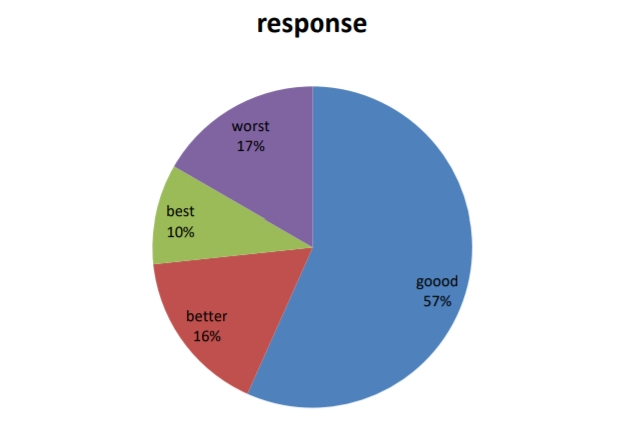 response
worst
17%
best
10%
goood
57%
better
16%